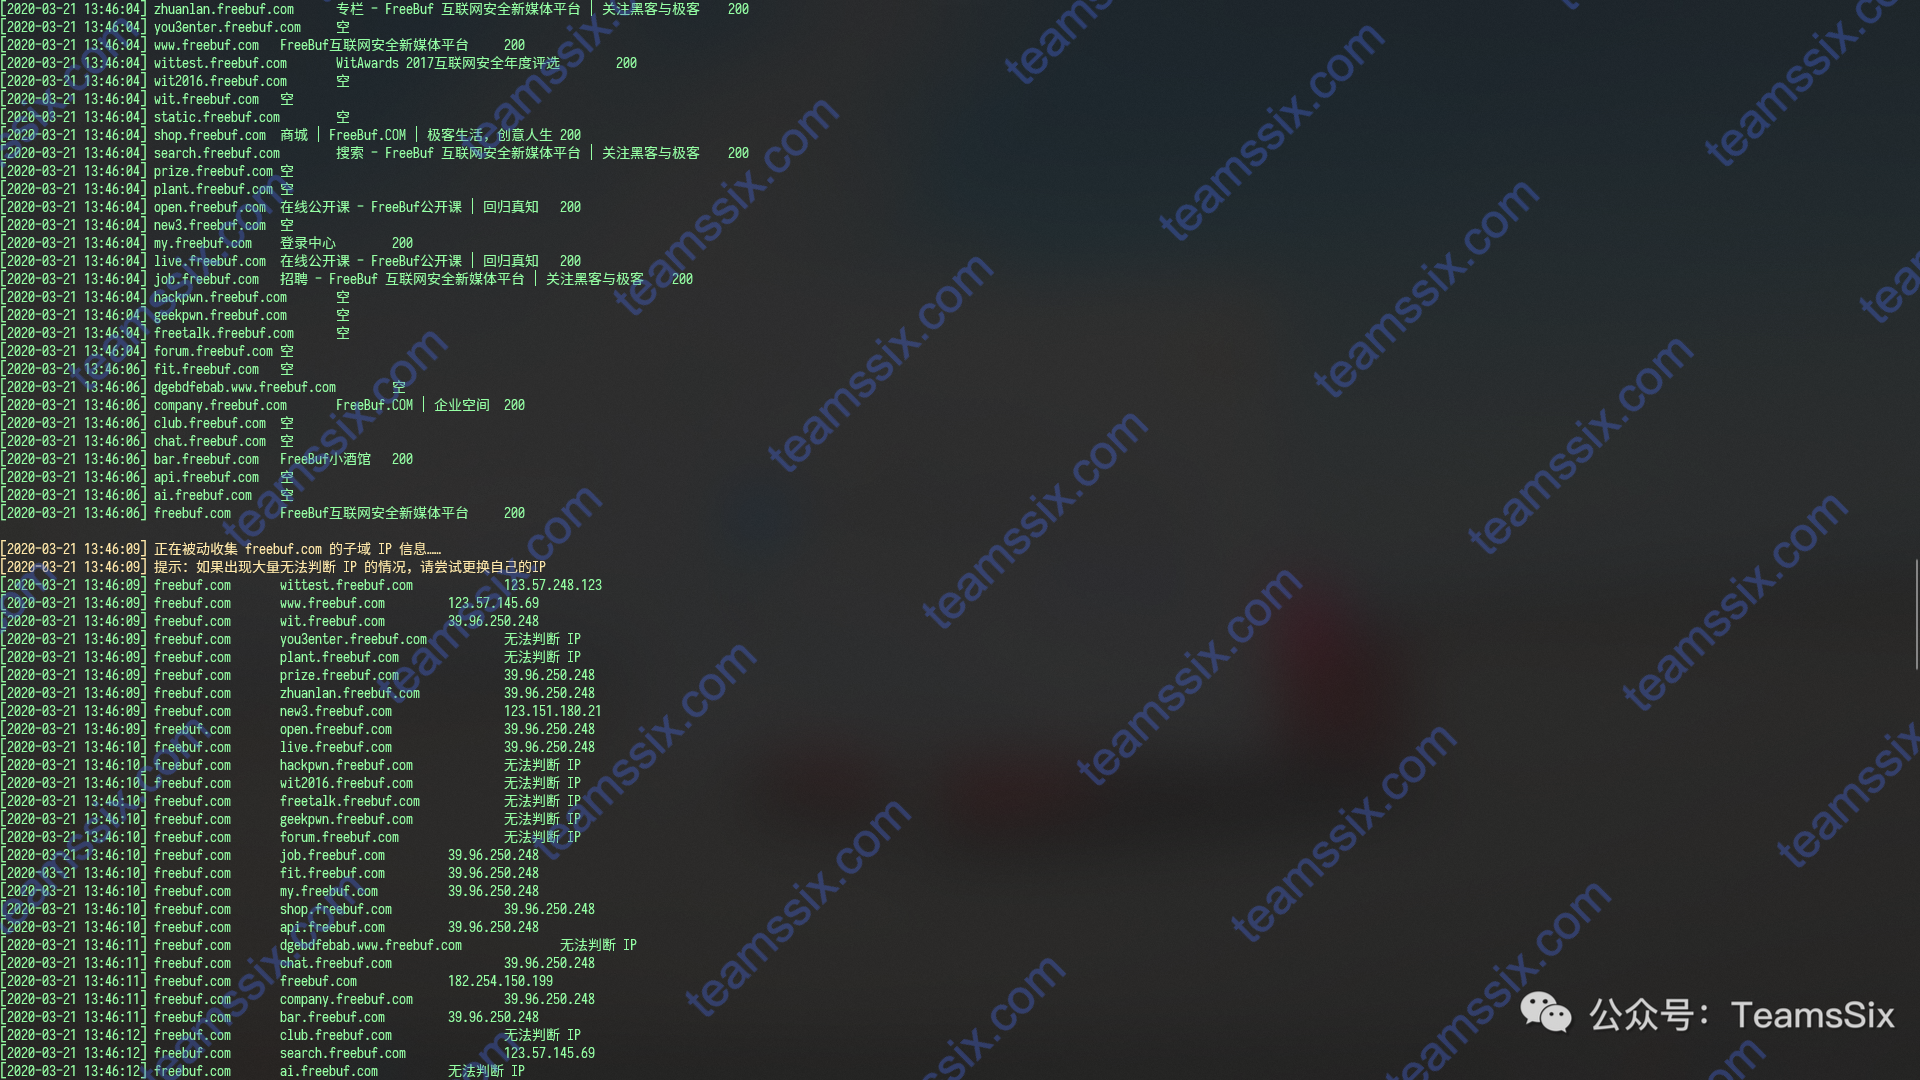 [2020-03-21 13:46:04] zhuanlan.freebuf.com 专栏 - FreeBuf 互联网安全新媒体平台 | 关注黑客与极客 200
[2020-03-21 13:46:04] you3enter.freebuf.com 空
[2020-03-21 13:46:04] www.freebuf.com FreeBuf互联网安全新媒体平台 200
[2020-03-21 13:46:04] wittest.freebuf.com WitAwards 2017互联网安全年度评选 200
[2020-03-21 13:46:04] wit2016.freebuf.com 空
[2020-03-21 13:46:04] wit.freebuf.com 空
[2020-03-21 13:46:04] static.freebuf.com 空
[2020-03-21 13:46:04] shop.freebuf.com 商城 | FreeBuf.COM | 极客生活，创意人生 200
[2020-03-21 13:46:04] search.freebuf.com 搜索 - FreeBuf 互联网安全新媒体平台 | 关注黑客与极客 200
[2020-03-21 13:46:04] prize.freebuf.com 空
[2020-03-21 13:46:04] plant.freebuf.com 空
[2020-03-21 13:46:04] open.freebuf.com 在线公开课 - FreeBuf公开课 | 回归真知 200
[2020-03-21 13:46:04] new3.freebuf.com 空
[2020-03-21 13:46:04] my.freebuf.com 登录中心 200
[2020-03-21 13:46:04] live.freebuf.com 在线公开课 - FreeBuf公开课 | 回归真知 200
[2020-03-21 13:46:04] job.freebuf.com 招聘 - FreeBuf 互联网安全新媒体平台 | 关注黑客与极客 200
[2020-03-21 13:46:04] hackpwn.freebuf.com 空
[2020-03-21 13:46:04] geekpwn.freebuf.com 空
[2020-03-21 13:46:04] freetalk.freebuf.com 空
[2020-03-21 13:46:04] forum.freebuf.com 空
[2020-03-21 13:46:06] fit.freebuf.com 空
[2020-03-21 13:46:06] dgebdfebab.www.freebuf.com 空
[2020-03-21 13:46:06] company.freebuf.com FreeBuf.COM | 企业空间 200
[2020-03-21 13:46:06] club.freebuf.com 空
[2020-03-21 13:46:06] chat.freebuf.com 空
[2020-03-21 13:46:06] bar.freebuf.com FreeBuf小酒馆 200
[2020-03-21 13:46:06] api.freebuf.com 空
[2020-03-21 13:46:06] ai.freebuf.com 空
[2020-03-21 13:46:06] freebuf.com FreeBuf互联网安全新媒体平台 200
[2020-03-21 13:46:09] 正在被动收集 freebuf.com 的子域 IP 信息……
[2020-03-21 13:46:09] 提示：如果出现大量无法判断 IP 的情况，请尝试更换自己的IP
[2020-03-21 13:46:09] freebuf.com wittest.freebuf.com 123.57.248.123
[2020-03-21 13:46:09] freebuf.com www.freebuf.com 123.57.145.69
[2020-03-21 13:46:09] freebuf.com wit.freebuf.com 39.96.250.248
[2020-03-21 13:46:09] freebuf.com you3enter.freebuf.com 无法判断 IP
[2020-03-21 13:46:09] freebuf.com plant.freebuf.com 无法判断 IP
[2020-03-21 13:46:09] freebuf.com prize.freebuf.com 39.96.250.248
[2020-03-21 13:46:09] freebuf.com zhuanlan.freebuf.com 39.96.250.248
[2020-03-21 13:46:09] freebuf.com new3.freebuf.com 123.151.180.21
[2020-03-21 13:46:09] freebuf.com open.freebuf.com 39.96.250.248
[2020-03-21 13:46:10] freebuf.com live.freebuf.com 39.96.250.248
[2020-03-21 13:46:10] freebuf.com hackpwn.freebuf.com 无法判断 IP
[2020-03-21 13:46:10] freebuf.com wit2016.freebuf.com 无法判断 IP
[2020-03-21 13:46:10] freebuf.com freetalk.freebuf.com 无法判断 IP
[2020-03-21 13:46:10] freebuf.com geekpwn.freebuf.com 无法判断 IP
[2020-03-21 13:46:10] freebuf.com forum.freebuf.com 无法判断 IP
[2020-03-21 13:46:10] freebuf.com job.freebuf.com 39.96.250.248
[2020-03-21 13:46:10] freebuf.com fit.freebuf.com 39.96.250.248
[2020-03-21 13:46:10] freebuf.com my.freebuf.com 39.96.250.248
[2020-03-21 13:46:10] freebuf.com shop.freebuf.com 39.96.250.248
[2020-03-21 13:46:10] freebuf.com api.freebuf.com 39.96.250.248
[2020-03-21 13:46:11] freebuf.com dgebdfebab.www.freebuf.com 无法判断 IP
[2020-03-21 13:46:11] freebuf.com chat.freebuf.com 39.96.250.248
[2020-03-21 13:46:11] freebuf.com freebuf.com 182.254.150.199
[2020-03-21 13:46:11] freebuf.com company.freebuf.com 39.96.250.248
[2020-03-21 13:46:11] freebuf.com bar.freebuf.com 39.96.250.248
[2020-03-21 13:46:12] freebuf.com club.freebuf.com 无法判断 IP
[2020-03-21 13:46:12] freebuf.com search.freebuf.com 123.57.145.69
[2020-03-21 13:46:12] freebuf.com ai.freebuf.com 无法判断 IP
teamssix.com
公众号：TeamsSix